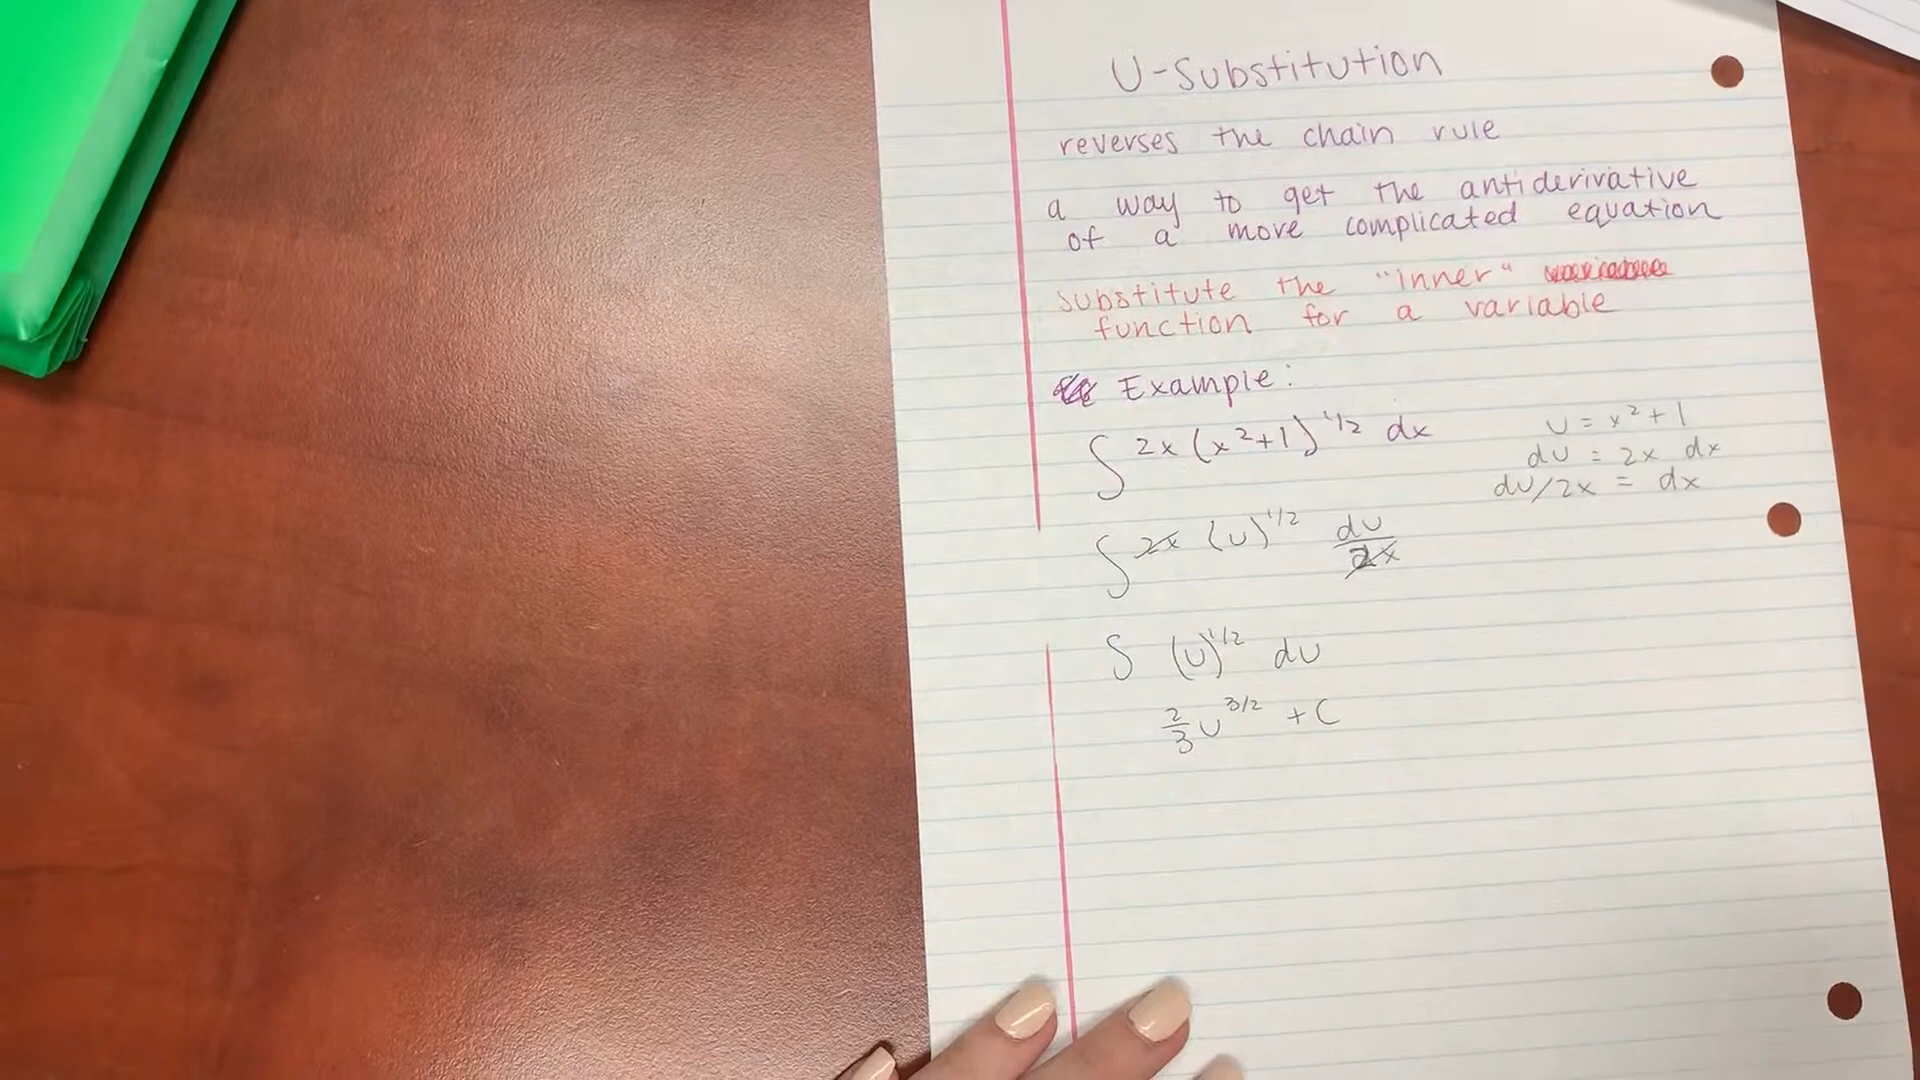 U-Substitution
reverses the chain rule
a way to get the antiderivative
of a more complicated equation
substitute the "inner"
function for a variable
Example:
∫ 2x (x²+1)^1/2 dx
u = x² + 1
du = 2x dx
du/2x = dx
∫ 2x (u)^1/2 du/2x
∫ (u)^1/2 du
2/3 u^3/2 + C